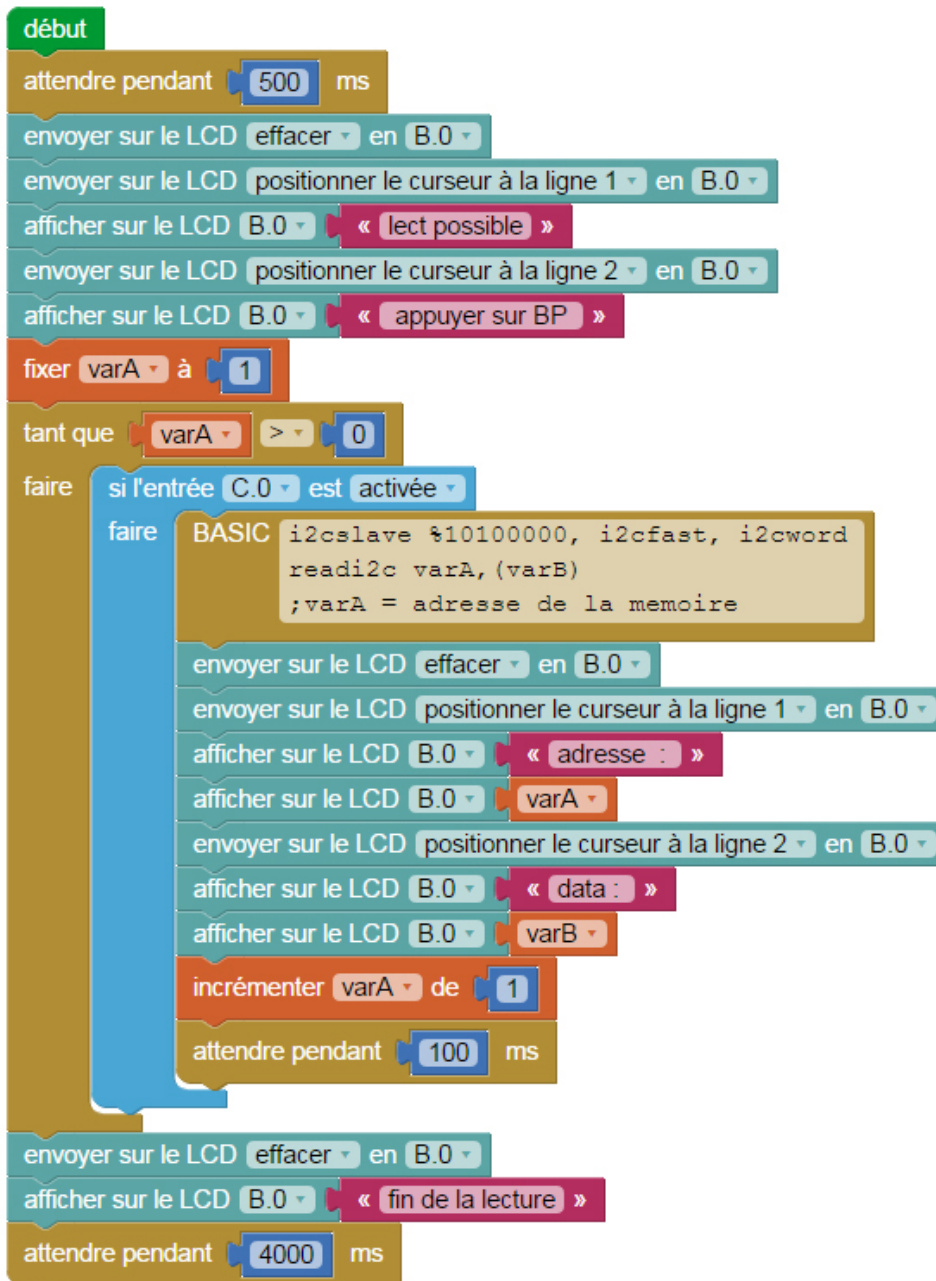 début
attendre pendant 500 ms
envoyer sur le LCD effacer en B.0
envoyer sur le LCD positionner le curseur à la ligne 1 en B.0
afficher sur le LCD B.0 « lect possible »
envoyer sur le LCD positionner le curseur à la ligne 2 en B.0
afficher sur le LCD B.0 « appuyer sur BP »
fixer varA à 1
tant que varA > 0
faire si l'entrée C.0 est activée
faire BASIC i2cslave %10100000, i2cfast, i2cword
readi2c varA,(varB)
;varA = adresse de la memoire
envoyer sur le LCD effacer en B.0
envoyer sur le LCD positionner le curseur à la ligne 1 en B.0
afficher sur le LCD B.0 « adresse : »
afficher sur le LCD B.0 varA
envoyer sur le LCD positionner le curseur à la ligne 2 en B.0
afficher sur le LCD B.0 « data : »
afficher sur le LCD B.0 varB
incrémenter varA de 1
attendre pendant 100 ms
envoyer sur le LCD effacer en B.0
afficher sur le LCD B.0 « fin de la lecture »
attendre pendant 4000 ms